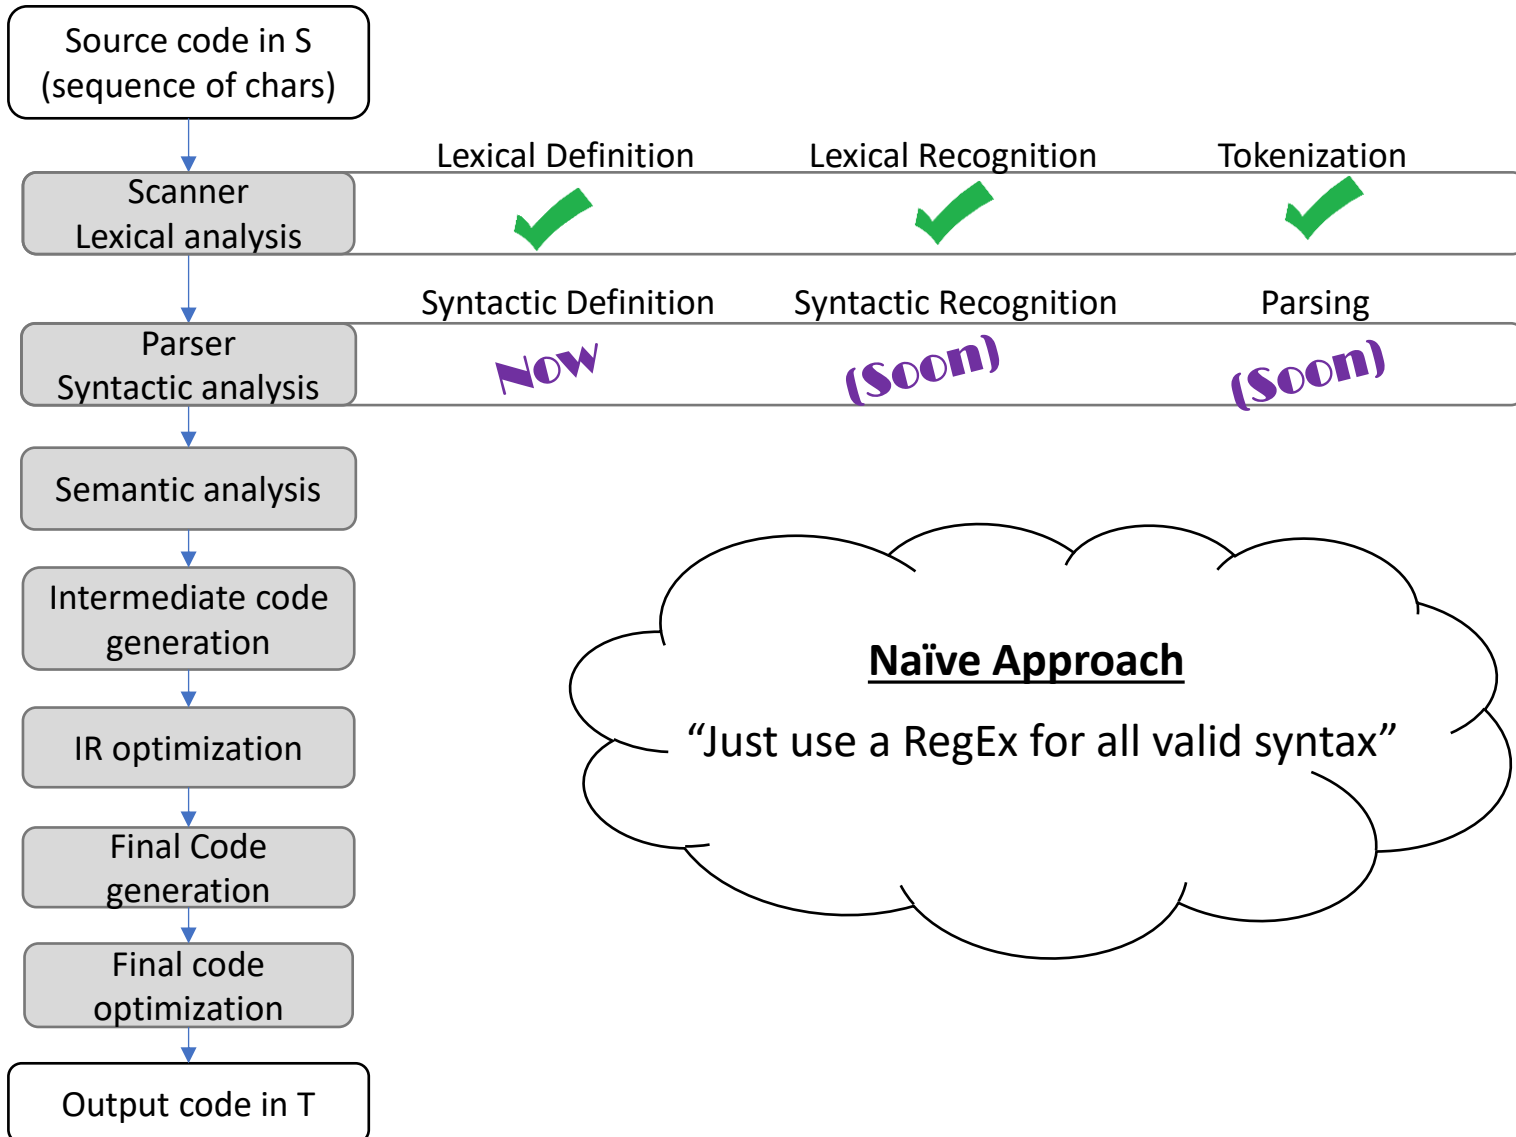 Source code in S
(sequence of chars)
Lexical Definition
Lexical Recognition
Tokenization
Scanner
Lexical analysis
Syntactic Definition
Syntactic Recognition
Parsing
Parser
Syntactic analysis
Now
(Soon)
(Soon)
Semantic analysis
Intermediate code
generation
IR optimization
Final Code
generation
Final code
optimization
Output code in T
Naïve Approach
“Just use a RegEx for all valid syntax”